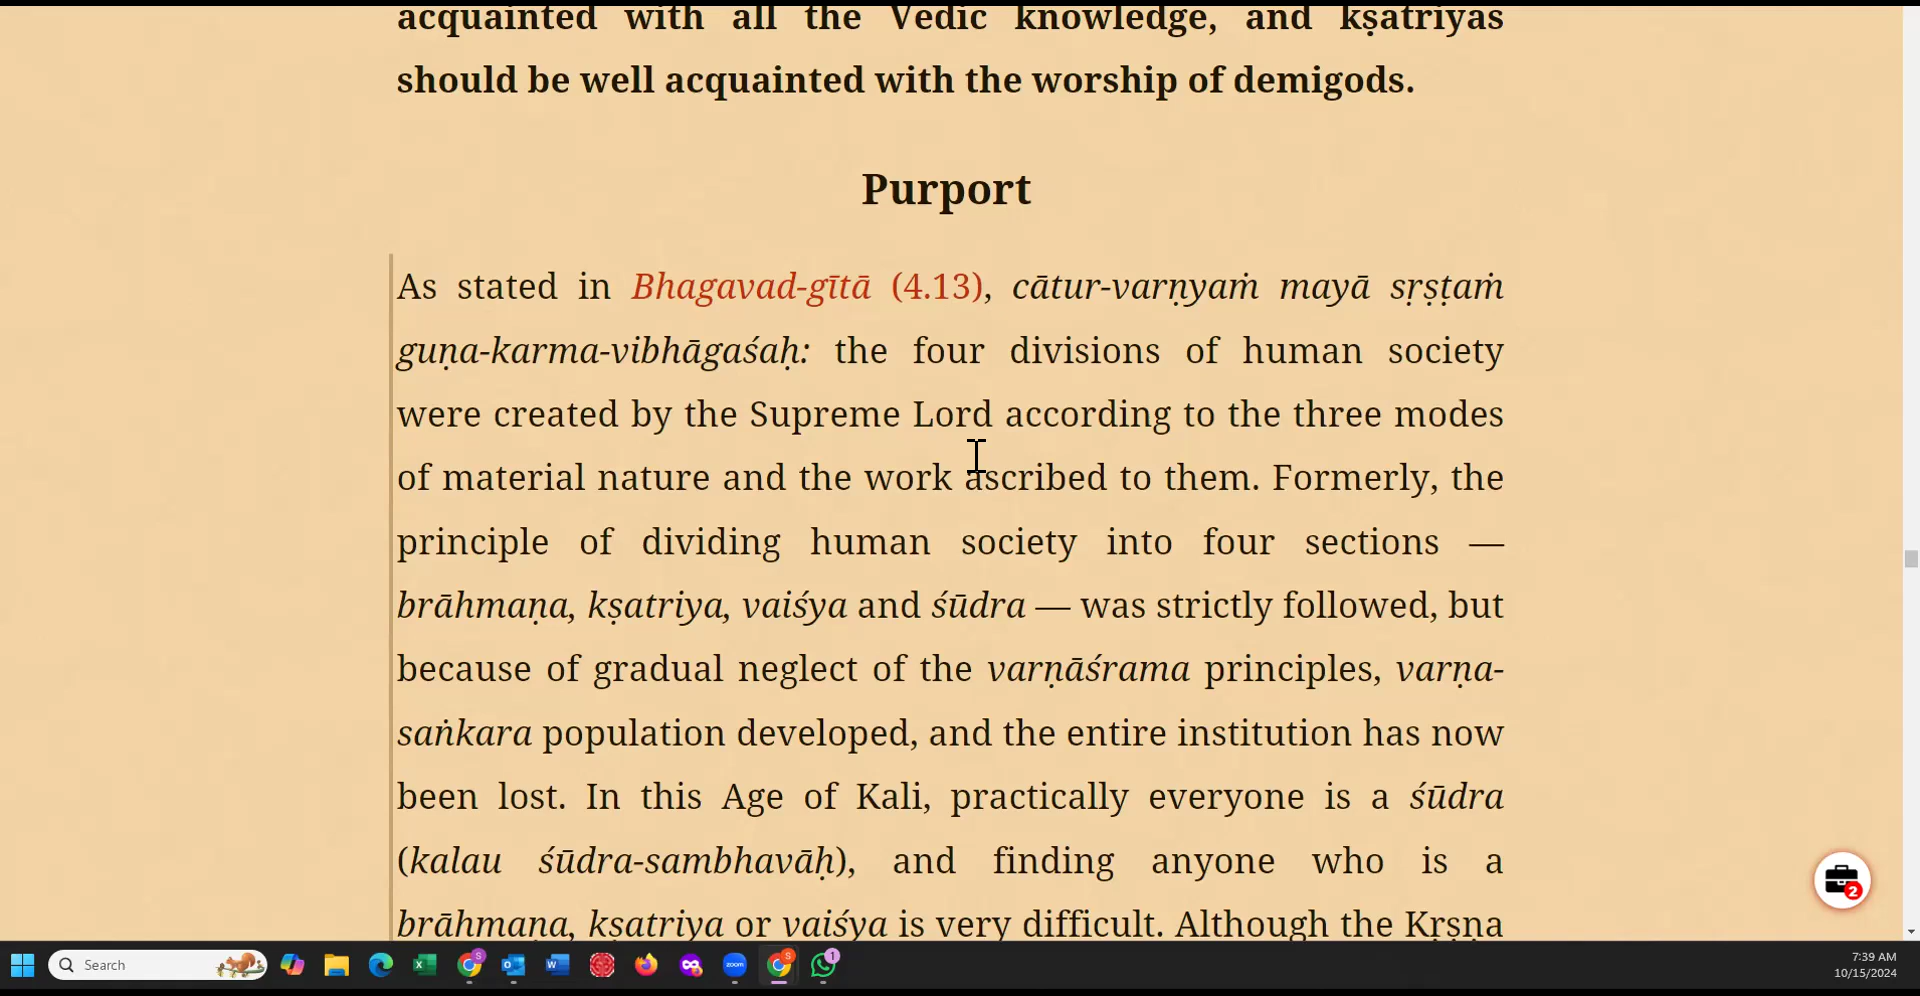 acquainted with all the Vedic knowledge, and kṣatriyas
should be well acquainted with the worship of demigods.
Purport
As stated in Bhagavad-gītā (4.13), cātur-varṇyaṁ mayā sṛṣṭaṁ
guṇa-karma-vibhāgaśaḥ: the four divisions of human society
were created by the Supreme Lord according to the three modes
of material nature and the work ascribed to them. Formerly, the
principle of dividing human society into four sections —
brāhmaṇa, kṣatriya, vaiśya and śūdra — was strictly followed, but
because of gradual neglect of the varṇāśrama principles, varṇa-
saṅkara population developed, and the entire institution has now
been lost. In this Age of Kali, practically everyone is a śūdra
(kalau śūdra-sambhavāḥ), and finding anyone who is a
brāhmaṇa, kṣatriya or vaiśya is very difficult. Although the Kṛṣṇa
2
Search
S
zoom
S
1
7:39 AM
10/15/2024